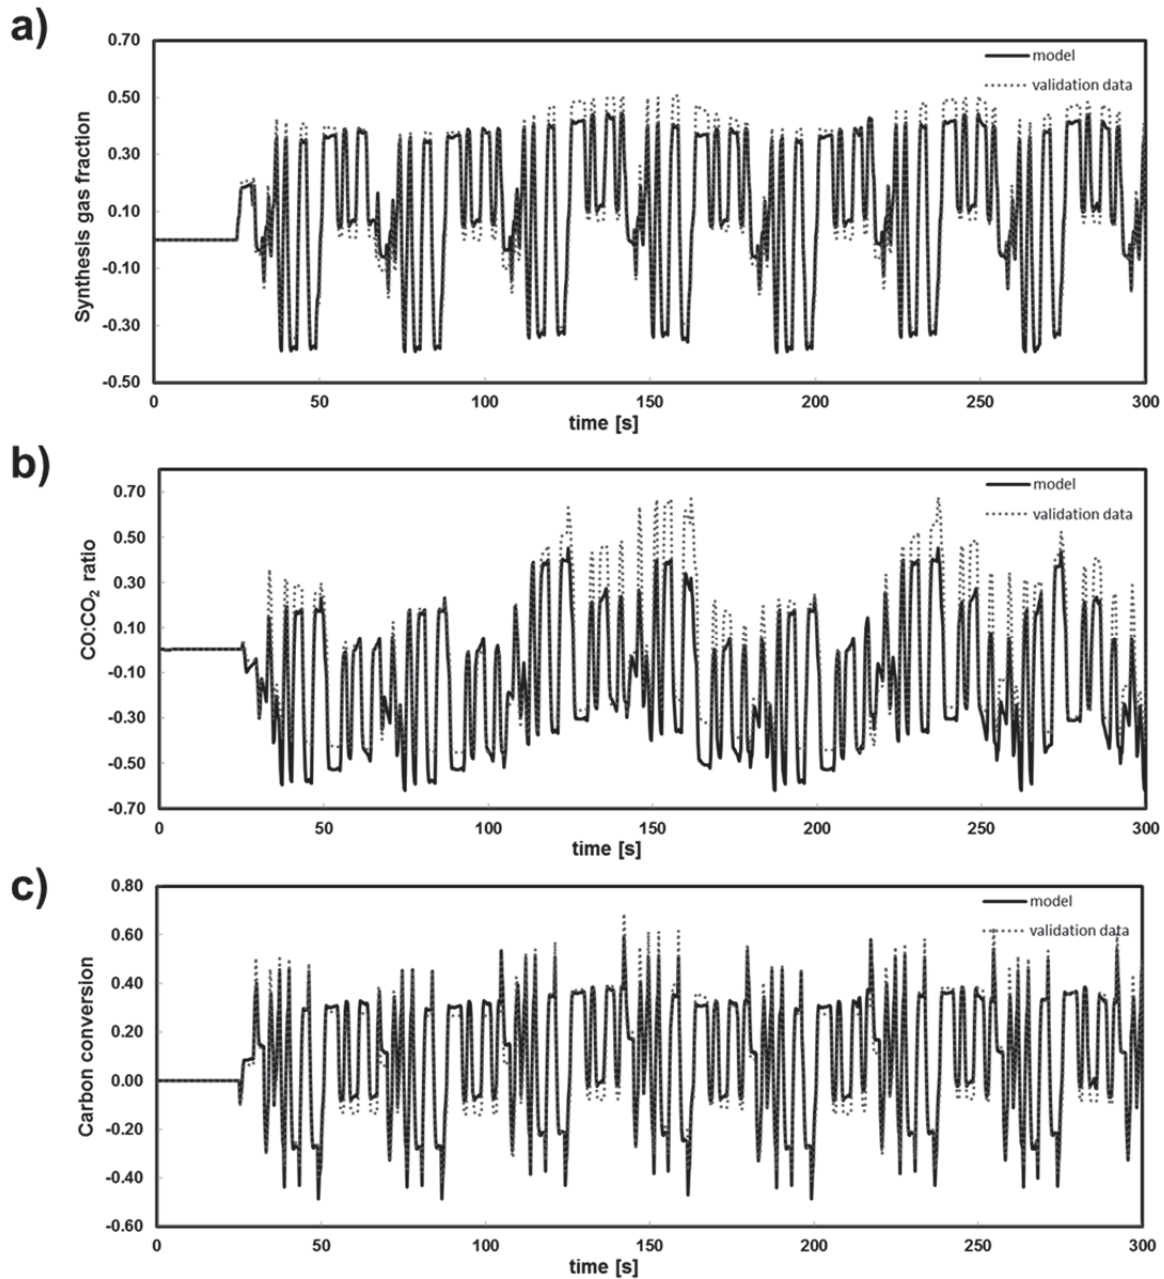 a)
0.70
model
validation data
0.50
0.30
0.10
-0.10
-0.30
-0.50
Synthesis gas fraction
0 50 100 150 200 250 300
time [s]
b)
0.70
model
validation data
0.50
0.30
0.10
-0.10
-0.30
-0.50
-0.70
CO:CO₂ ratio
0 50 100 150 200 250 300
time [s]
c)
0.80
model
validation data
0.60
0.40
0.20
0.00
-0.20
-0.40
-0.60
Carbon conversion
0 50 100 150 200 250 300
time [s]